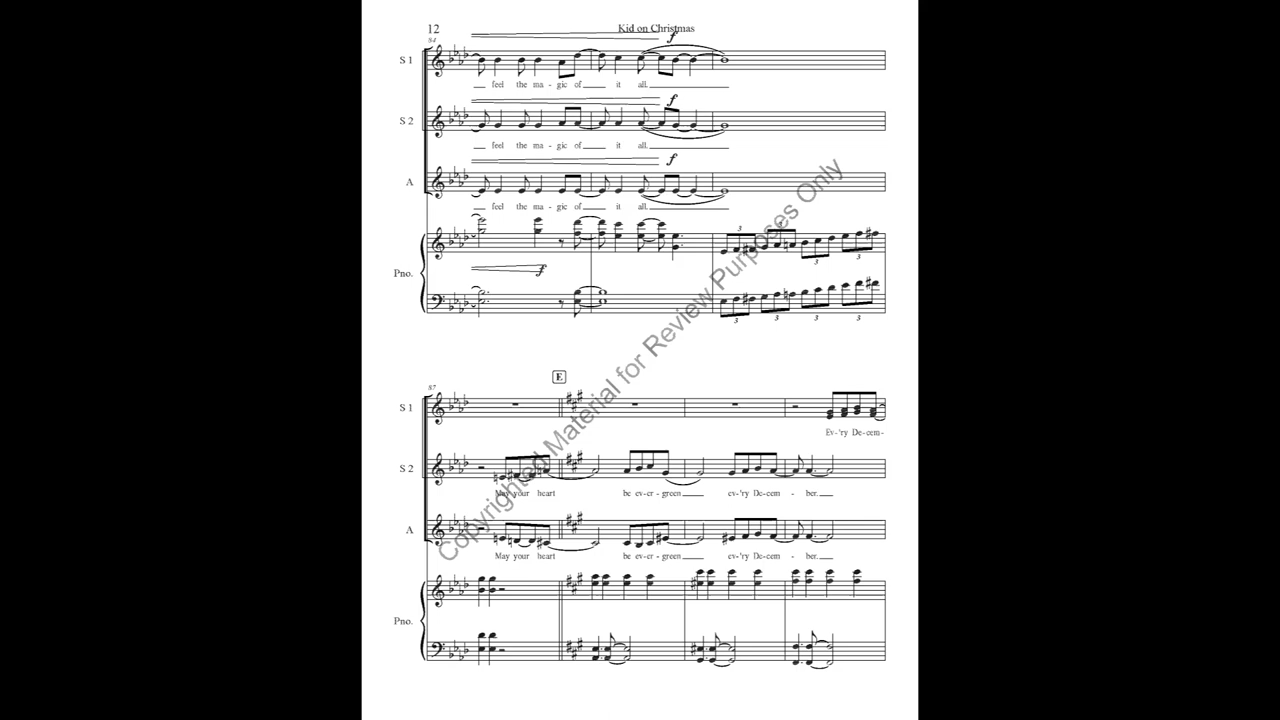 12
Kid on Christmas
84
f
S 1
feel the ma - gic of it all.
f
S 2
feel the ma - gic of it all.
f
A
feel the ma - gic of it all.
3 3 3 3
f
Pno.
3 3 3 3
E
87
S 1
Ev-'ry De-cem-
S 2
May your heart be ev-er-green ev-'ry De-cem - ber.
A
May your heart be ev-er-green ev-'ry De-cem - ber.
Pno.
Copyrighted Material for Review Purposes Only